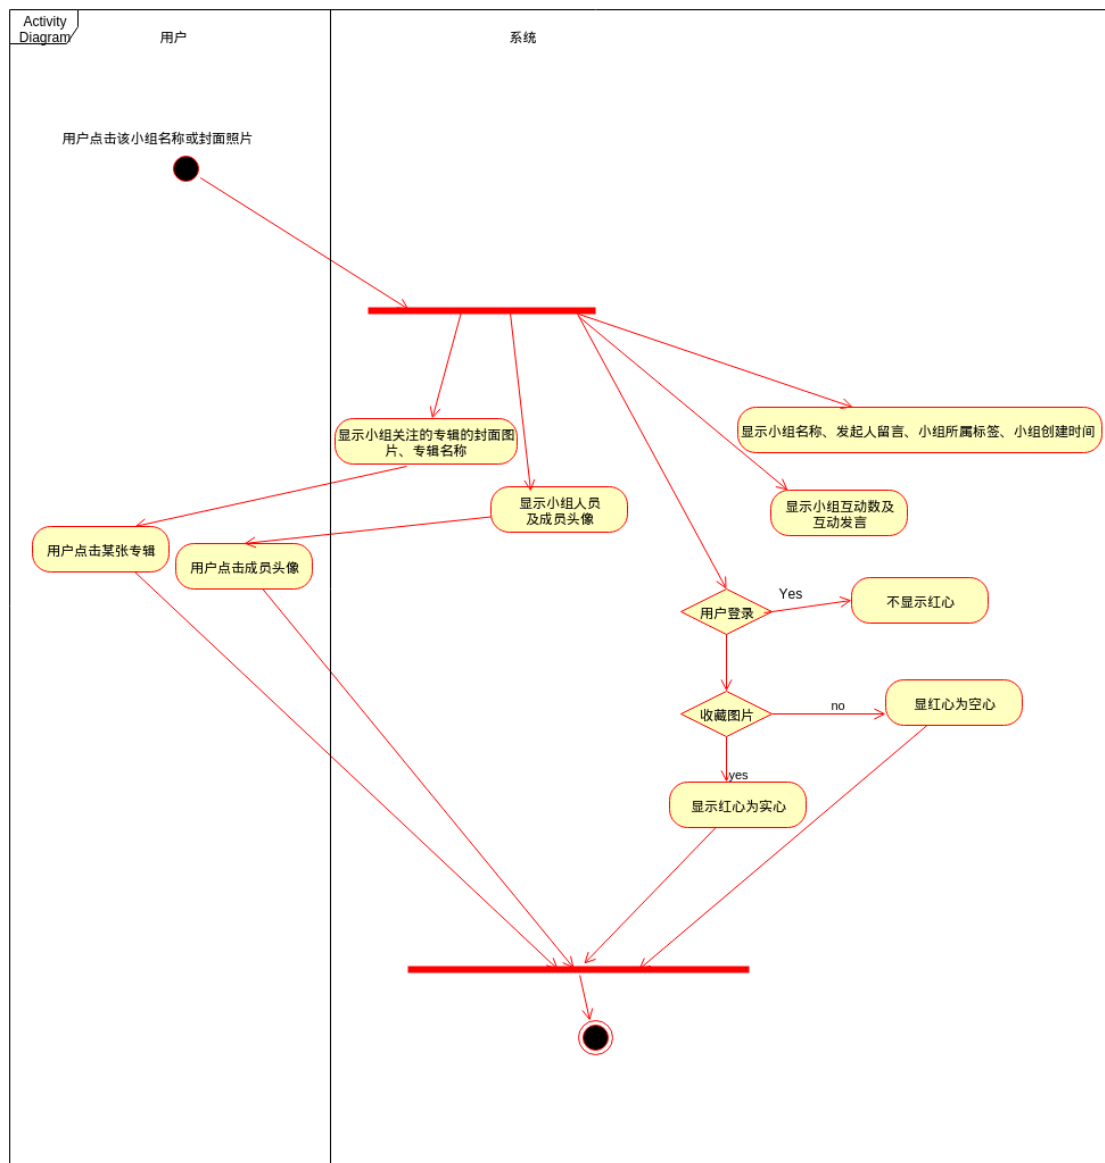 Activity
Diagram
用户
系统
用户点击该小组名称或封面照片
显示小组关注的专辑的封面图
片、专辑名称
显示小组名称、发起人留言、小组所属标签、小组创建时间
显示小组人员
及成员头像
显示小组互动数及
互动发言
用户点击某张专辑
用户点击成员头像
用户登录
Yes
不显示红心
收藏图片
no
显红心为空心
yes
显示红心为实心